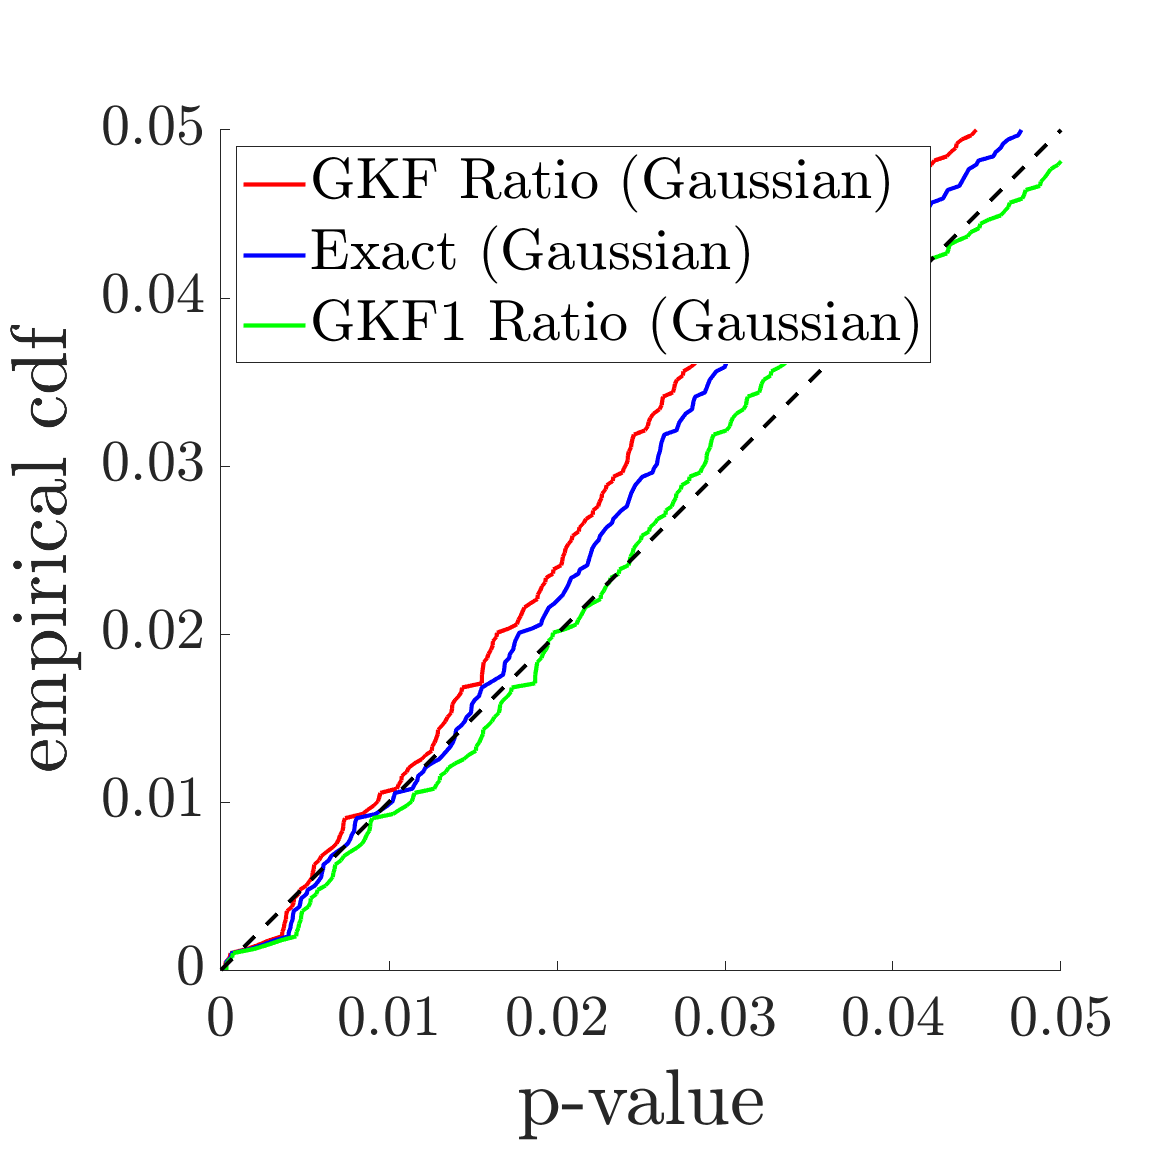 0.05
0.04
0.03
0.02
0.01
0
empirical cdf
GKF Ratio (Gaussian)
Exact (Gaussian)
GKF1 Ratio (Gaussian)
0 0.01 0.02 0.03 0.04 0.05
p-value